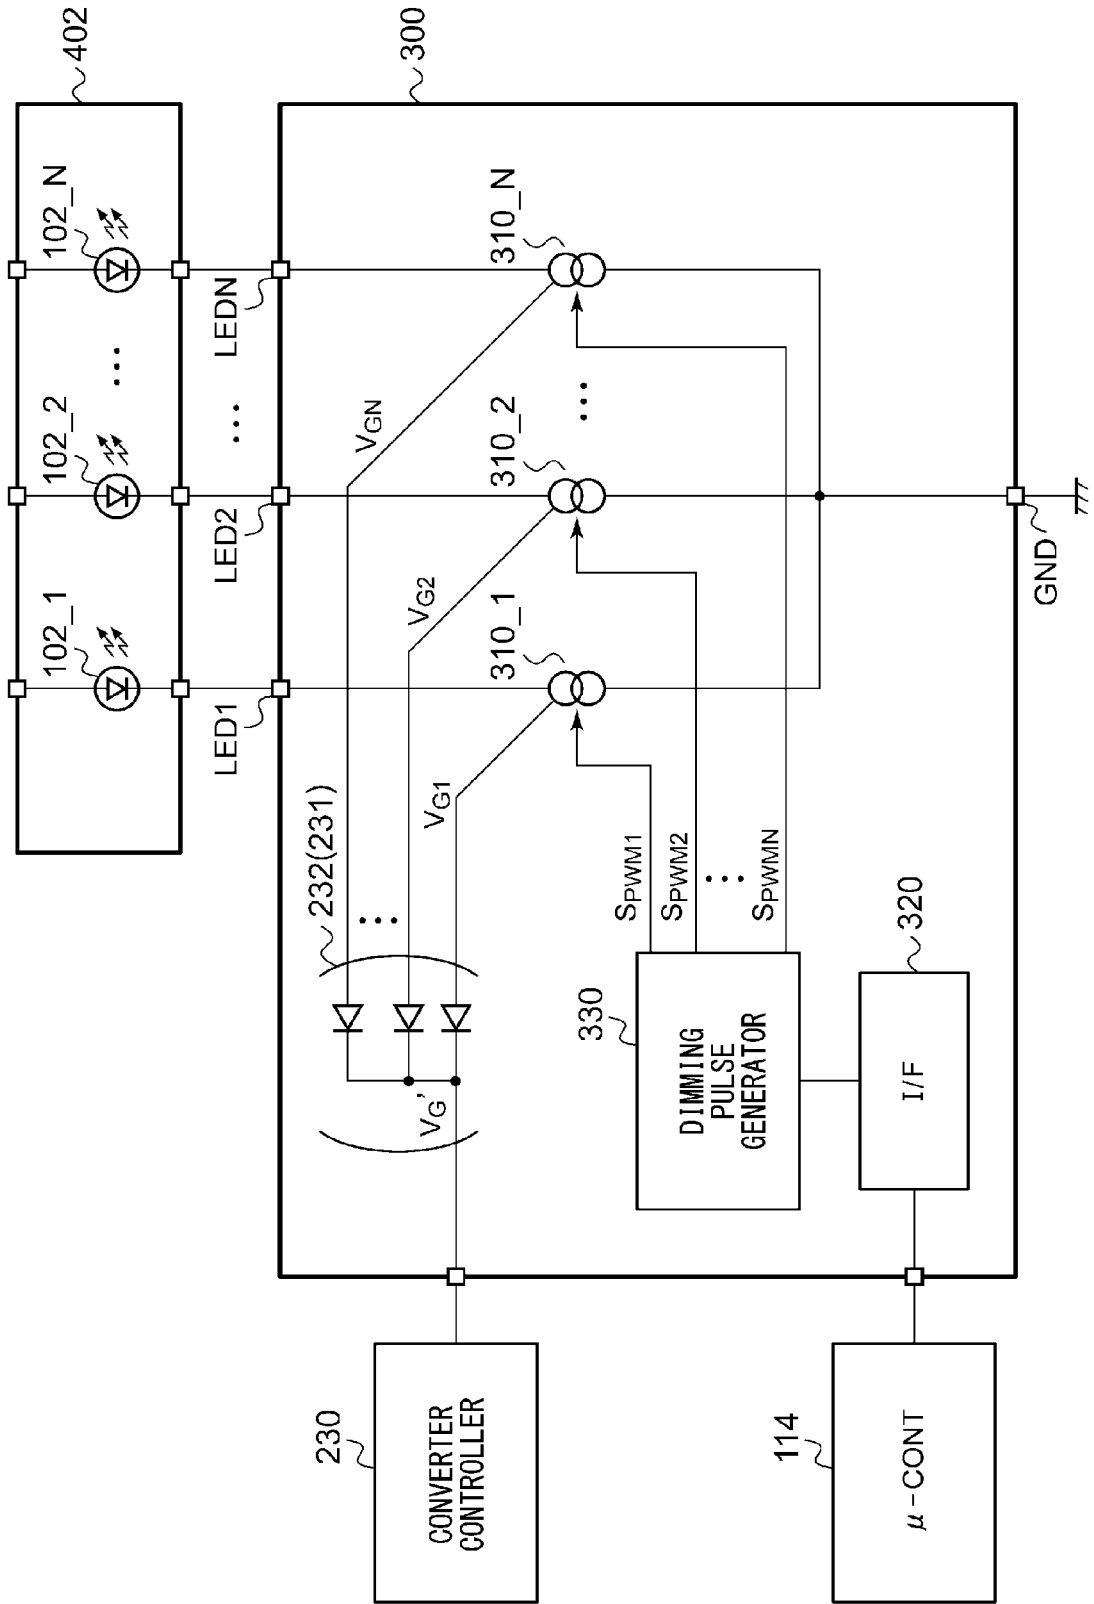 402
102_1
102_2
102_N
...
300
LED1
LED2
LEDN
...
232(231)
...
VG1
VG2
VGN
VG'
310_1
310_2
310_N
...
SPWM1
SPWM2
...
SPWMN
330
DIMMING
PULSE
GENERATOR
320
I/F
GND
230
CONVERTER
CONTROLLER
114
μ-CONT